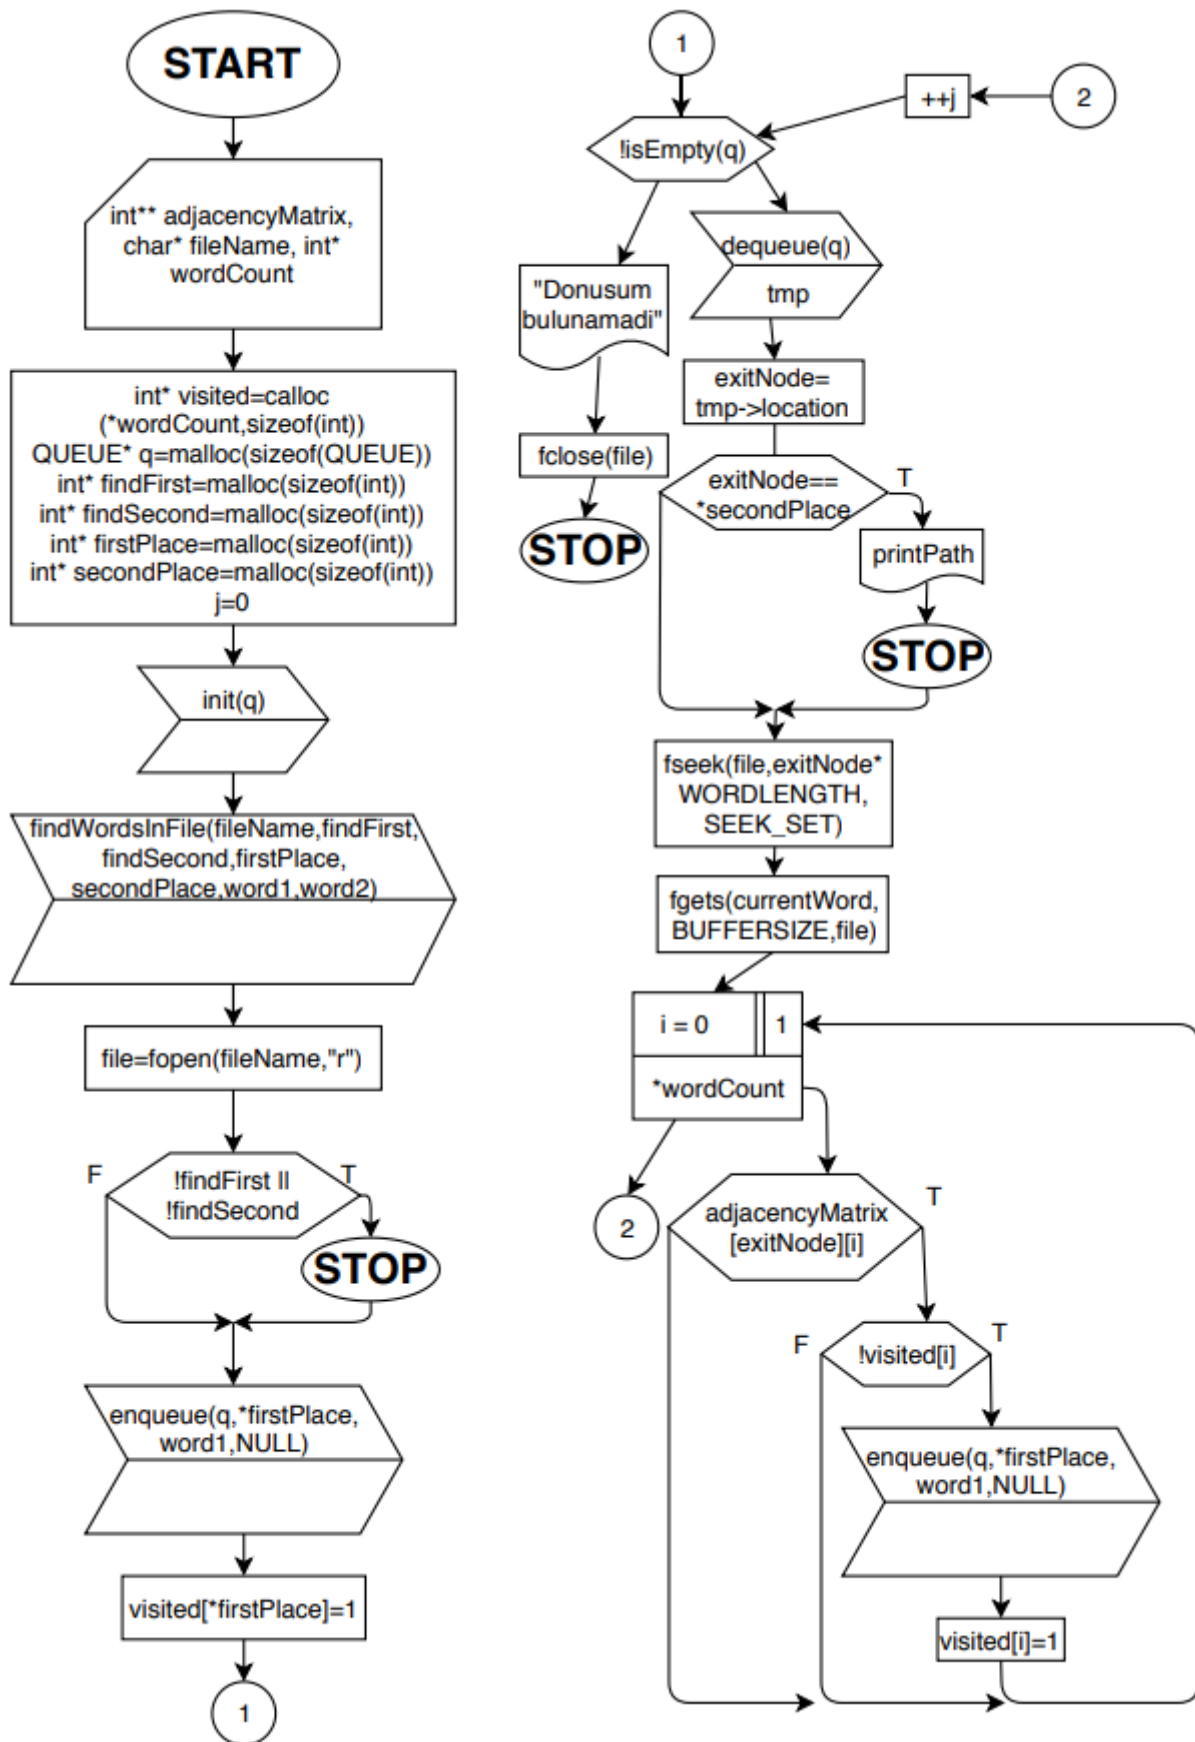 START
int** adjacencyMatrix,
char* fileName, int*
wordCount
int* visited=calloc
(*wordCount,sizeof(int))
QUEUE* q=malloc(sizeof(QUEUE))
int* findFirst=malloc(sizeof(int))
int* findSecond=malloc(sizeof(int))
int* firstPlace=malloc(sizeof(int))
int* secondPlace=malloc(sizeof(int))
j=0
init(q)
findWordsInFile(fileName,findFirst,
findSecond,firstPlace,
secondPlace,word1,word2)
file=fopen(fileName,"r")
F
!findFirst ||
!findSecond
T
STOP
enqueue(q,*firstPlace,
word1,NULL)
visited[*firstPlace]=1
1
1
++j
2
!isEmpty(q)
"Donusum
bulunamadi"
fclose(file)
STOP
dequeue(q)
tmp
exitNode=
tmp->location
exitNode==
*secondPlace
T
printPath
STOP
fseek(file,exitNode*
WORDLENGTH,
SEEK_SET)
fgets(currentWord,
BUFFERSIZE,file)
i = 0
1
*wordCount
2
adjacencyMatrix
[exitNode][i]
T
F
!visited[i]
T
enqueue(q,*firstPlace,
word1,NULL)
visited[i]=1